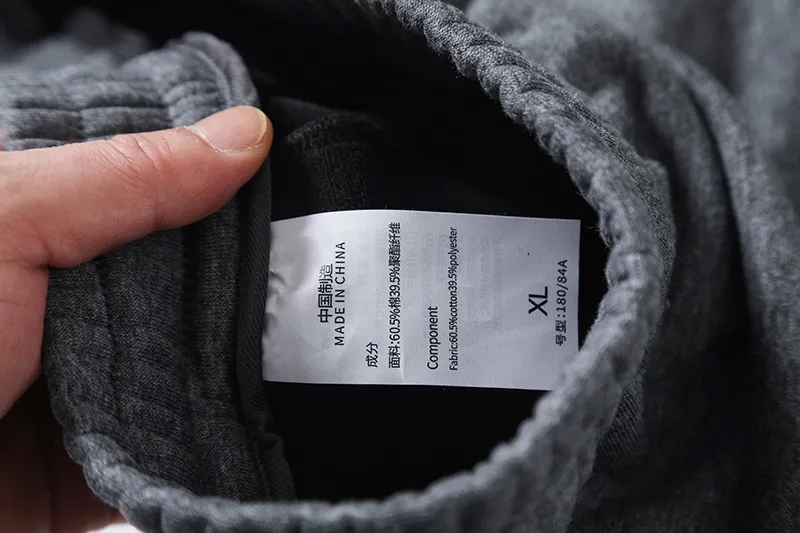 中国制造
MADE IN CHINA
成分
面料:60.5%棉39.5%聚酯纤维
Component
Fabric:60.5%cotton39.5%polyester
XL
号型:180/84A